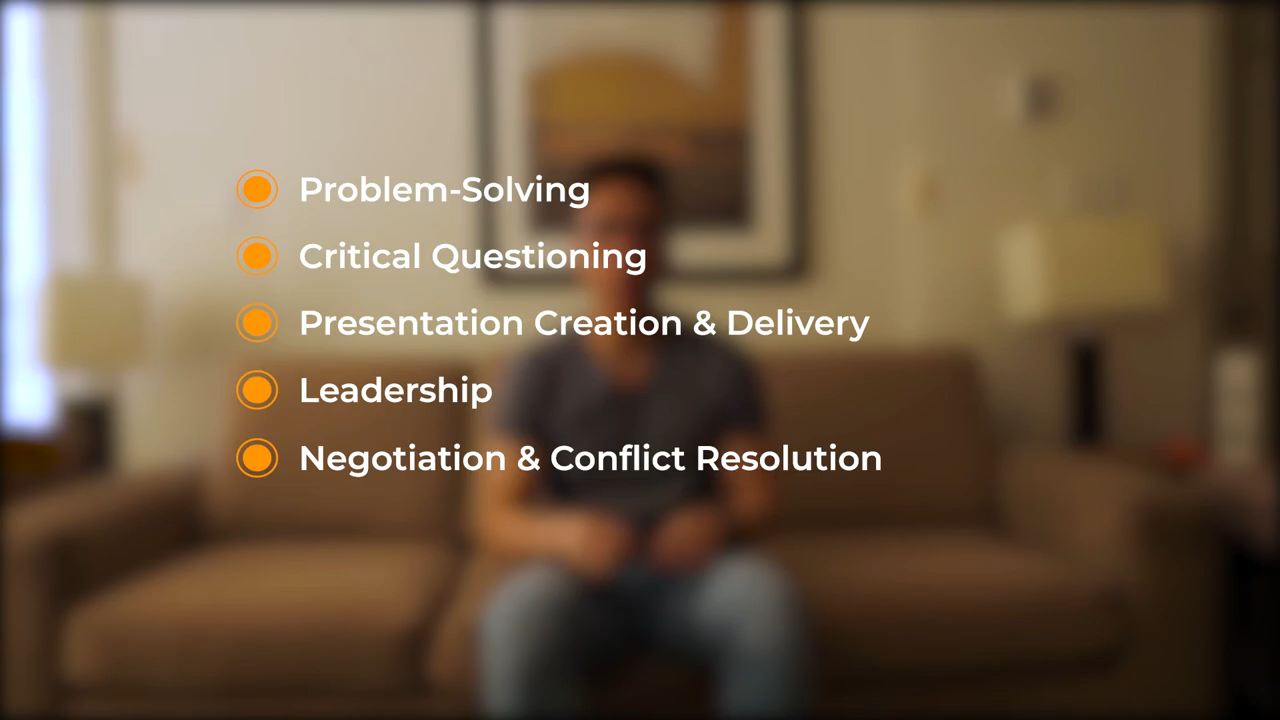 Problem-Solving
Critical Questioning
Presentation Creation & Delivery
Leadership
Negotiation & Conflict Resolution